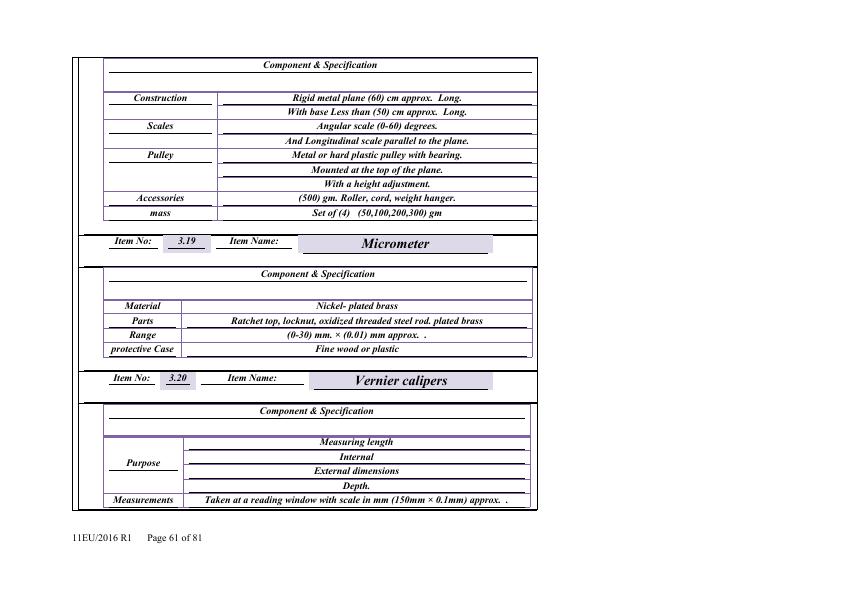 Component & Specification
Construction Rigid metal plane (60) cm approx. Long.
With base Less than (50) cm approx. Long.
Scales Angular scale (0-60) degrees.
And Longitudinal scale parallel to the plane.
Pulley Metal or hard plastic pulley with bearing.
Mounted at the top of the plane.
With a height adjustment.
Accessories (500) gm. Roller, cord, weight hanger.
mass Set of (4) (50,100,200,300) gm
Item No: 3.19 Item Name: Micrometer
Component & Specification
Material Nickel- plated brass
Parts Ratchet top, locknut, oxidized threaded steel rod. plated brass
Range (0-30) mm. × (0.01) mm approx. .
protective Case Fine wood or plastic
Item No: 3.20 Item Name: Vernier calipers
Component & Specification
Purpose Measuring length
Internal
External dimensions
Depth.
Measurements Taken at a reading window with scale in mm (150mm × 0.1mm) approx. .
11EU/2016 R1 Page 61 of 81